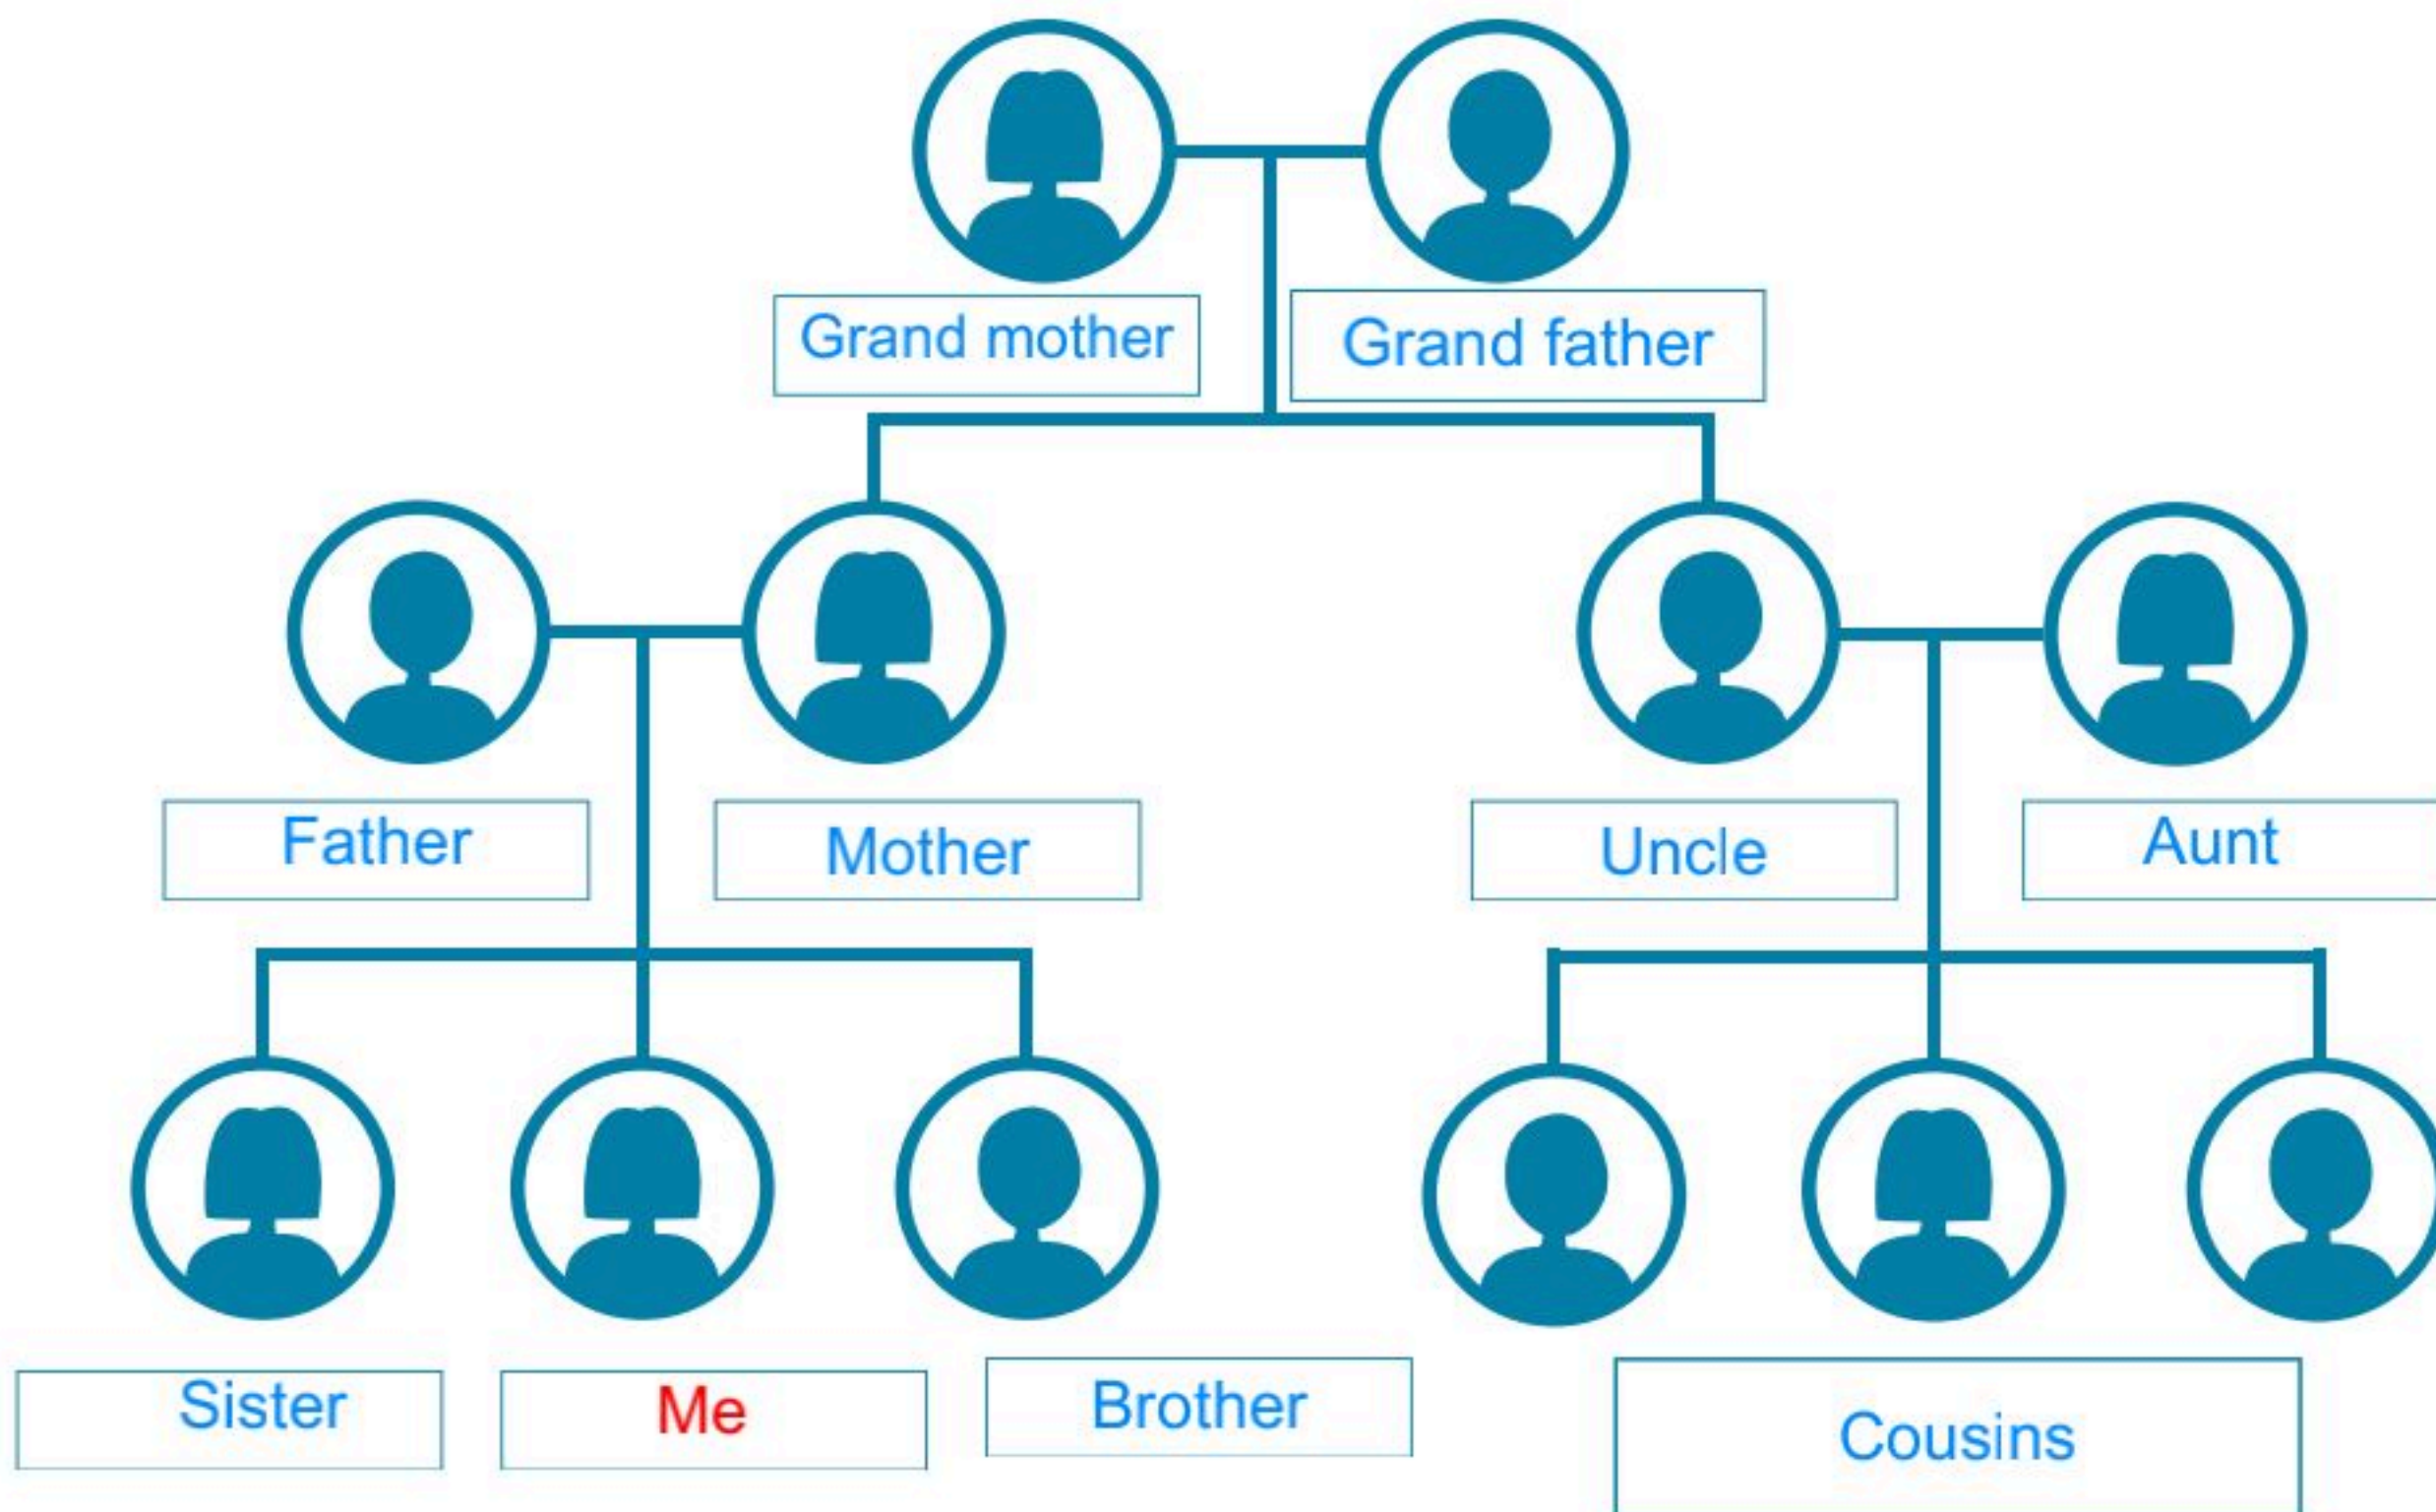 Grand mother
Grand father
Father
Mother
Uncle
Aunt
Sister
Me
Brother
Cousins